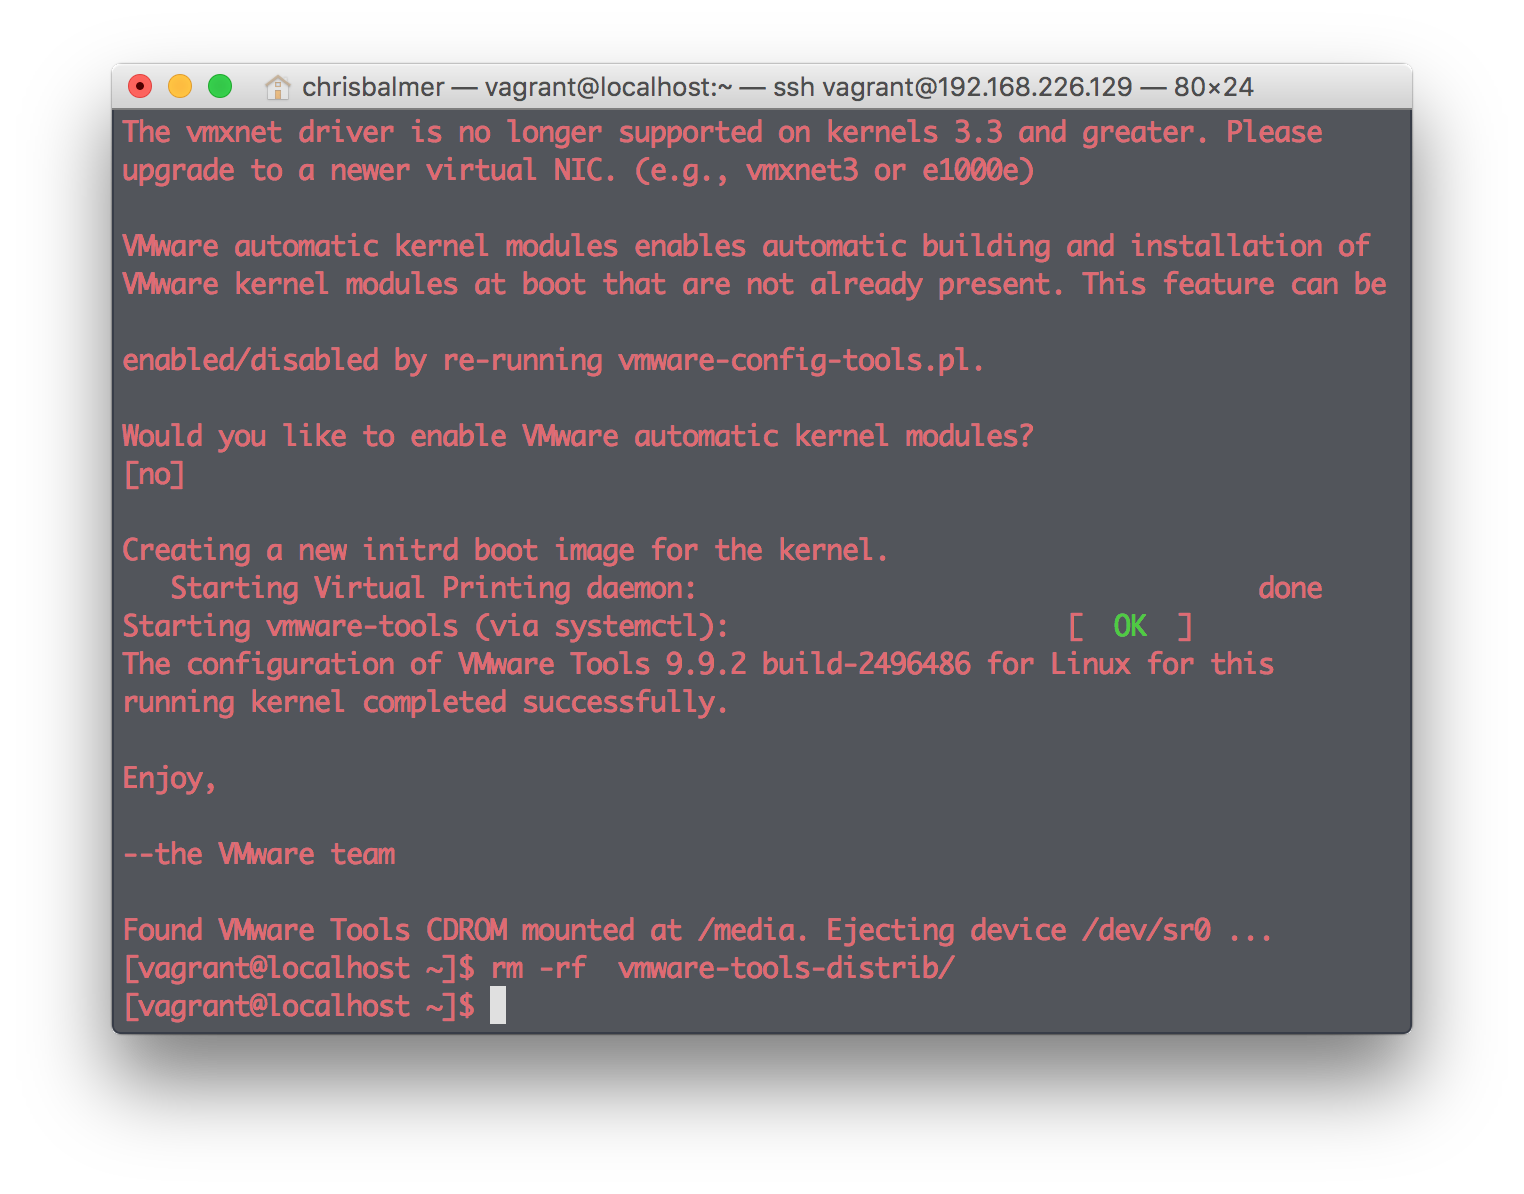 chrisbalmer — vagrant@localhost:~ — ssh vagrant@192.168.226.129 — 80×24
The vmxnet driver is no longer supported on kernels 3.3 and greater. Please
upgrade to a newer virtual NIC. (e.g., vmxnet3 or e1000e)
VMware automatic kernel modules enables automatic building and installation of
VMware kernel modules at boot that are not already present. This feature can be
enabled/disabled by re-running vmware-config-tools.pl.
Would you like to enable VMware automatic kernel modules?
[no]
Creating a new initrd boot image for the kernel.
   Starting Virtual Printing daemon:                                   done
Starting vmware-tools (via systemctl):                     [  OK  ]
The configuration of VMware Tools 9.9.2 build-2496486 for Linux for this
running kernel completed successfully.
Enjoy,
--the VMware team
Found VMware Tools CDROM mounted at /media. Ejecting device /dev/sr0 ...
[vagrant@localhost ~]$ rm -rf  vmware-tools-distrib/
[vagrant@localhost ~]$